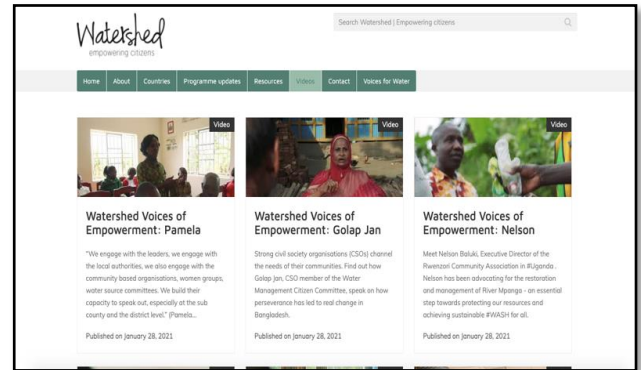 Watershed
empowering citizens
Search Watershed | Empowering citizens
Home About Countries Programme updates Resources Videos Contact Voices for Water
Video
Watershed Voices of
Empowerment: Pamela
"We engage with the leaders, we engage with
the local authorities, we also engage with the
community based organisations, women groups,
water source committees. We build their
capacity to speak out, especially at the sub
county and the district level." (Pamela...
Published on January 28, 2021
Video
Watershed Voices of
Empowerment: Golap Jan
Strong civil society organisations (CSOs) channel
the needs of their communities. Find out how
Golap Jan, CSO member of the Water
Management Citizen Committee, speak on how
perseverance has led to real change in
Bangladesh.
Published on January 28, 2021
Video
Watershed Voices of
Empowerment: Nelson
Meet Nelson Baluki, Executive Director of the
Rwenzori Community Association in #Uganda .
Nelson has been advocating for the restoration
and management of River Mpanga - an essential
step towards protecting our resources and
achieving sustainable #WASH for all.
Published on January 28, 2021